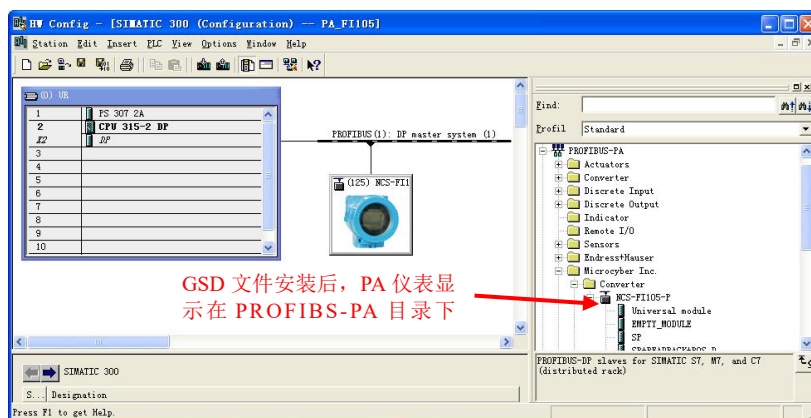 HW Config - [SIMATIC 300 (Configuration) -- PA_FI105]
Station Edit Insert PLC View Options Window Help
(0) UR
1 PS 307 2A
2 CPU 315-2 DP
X2 DP
3
4
5
6
7
8
9
10
PROFIBUS(1): DP master system (1)
(125) NCS-FI1
GSD 文件安装后，PA 仪表显
示在 PROFIBS-PA 目录下
Find:
Profil Standard
PROFIBUS-PA
Actuators
Converter
Discrete Input
Discrete Output
Indicator
Remote I/O
Sensors
Endress+Hauser
Microcyber Inc.
Converter
NCS-FI105-P
Universal module
EMPTY_MODULE
SP
PROFIBUS-DP slaves for SIMATIC S7, M7, and C7
(distributed rack)
SIMATIC 300
S... Designation
Press F1 to get Help.